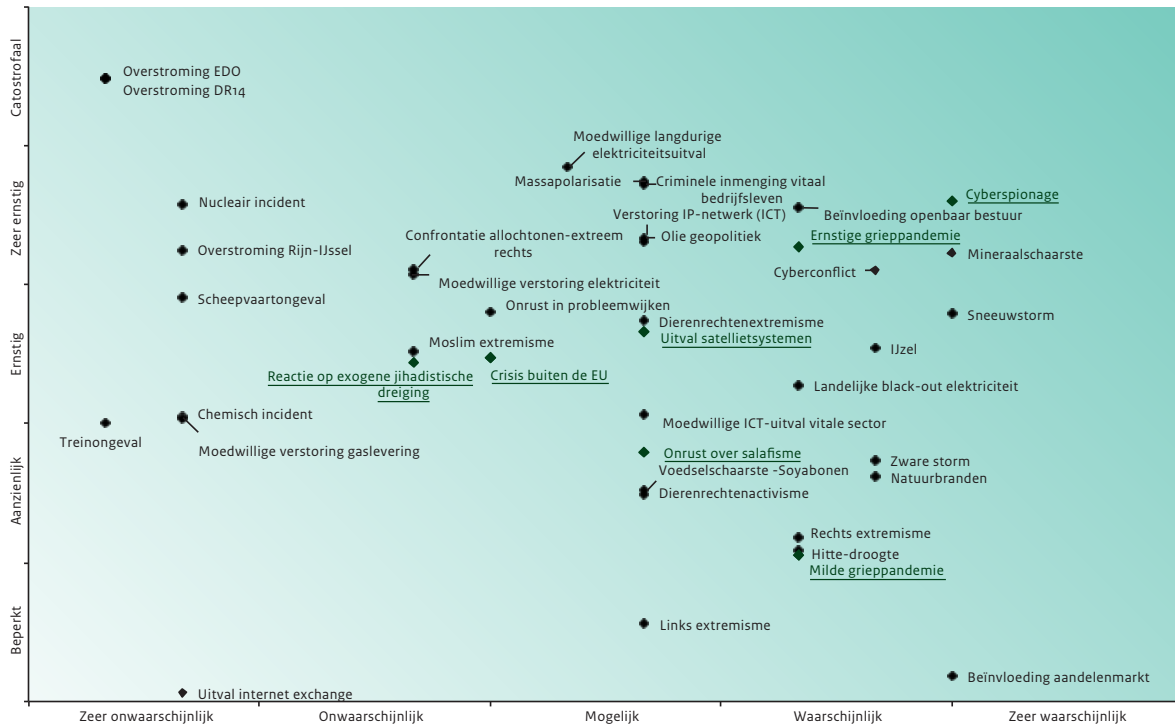 Catostrofaal
Zeer ernstig
Ernstig
Aanzienlijk
Beperkt
Overstroming EDO
Overstroming DR14
Moedwillige langdurige
elektriciteitsuitval
Massapolarisatie
Criminele inmenging vitaal
bedrijfsleven
Cyberspionage
Nucleair incident
Verstoring IP-netwerk (ICT)
Beïnvloeding openbaar bestuur
Confrontatie allochtonen-extreem
rechts
Olie geopolitiek
Ernstige grieppandemie
Overstroming Rijn-IJssel
Mineraalschaarste
Cyberconflict
Moedwillige verstoring elektriciteit
Scheepvaartongeval
Onrust in probleemwijken
Sneeuwstorm
Dierenrechtenextremisme
Uitval satellietsystemen
Moslim extremisme
IJzel
Reactie op exogene jihadistische
dreiging
Crisis buiten de EU
Landelijke black-out elektriciteit
Chemisch incident
Moedwillige ICT-uitval vitale sector
Treinongeval
Moedwillige verstoring gaslevering
Onrust over salafisme
Zware storm
Voedselschaarste -Soyabonen
Natuurbranden
Dierenrechtenactivisme
Rechts extremisme
Hitte-droogte
Milde grieppandemie
Links extremisme
Beïnvloeding aandelenmarkt
Uitval internet exchange
Zeer onwaarschijnlijk
Onwaarschijnlijk
Mogelijk
Waarschijnlijk
Zeer waarschijnlijk